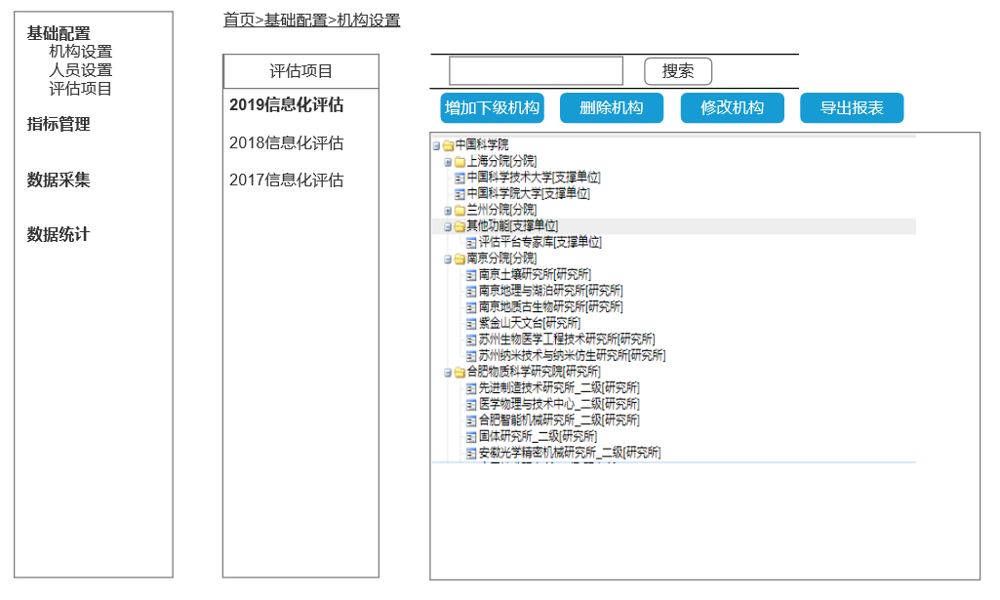 首页>基础配置>机构设置
基础配置
机构设置
人员设置
评估项目
指标管理
数据采集
数据统计
评估项目
2019信息化评估
2018信息化评估
2017信息化评估
搜索
增加下级机构 删除机构 修改机构 导出报表
中国科学院
上海分院[分院]
中国科学技术大学[支撑单位]
中国科学院大学[支撑单位]
兰州分院[分院]
其他功能[支撑单位]
评估平台专家库[支撑单位]
南京分院[分院]
南京土壤研究所[研究所]
南京地理与湖泊研究所[研究所]
南京地质古生物研究所[研究所]
紫金山天文台[研究所]
苏州生物医学工程技术研究所[研究所]
苏州纳米技术与纳米仿生研究所[研究所]
合肥物质科学研究院[研究所]
先进制造技术研究所_二级[研究所]
医学物理与技术中心_二级[研究所]
合肥智能机械研究所_二级[研究所]
固体研究所_二级[研究所]
安徽光学精密机械研究所_二级[研究所]